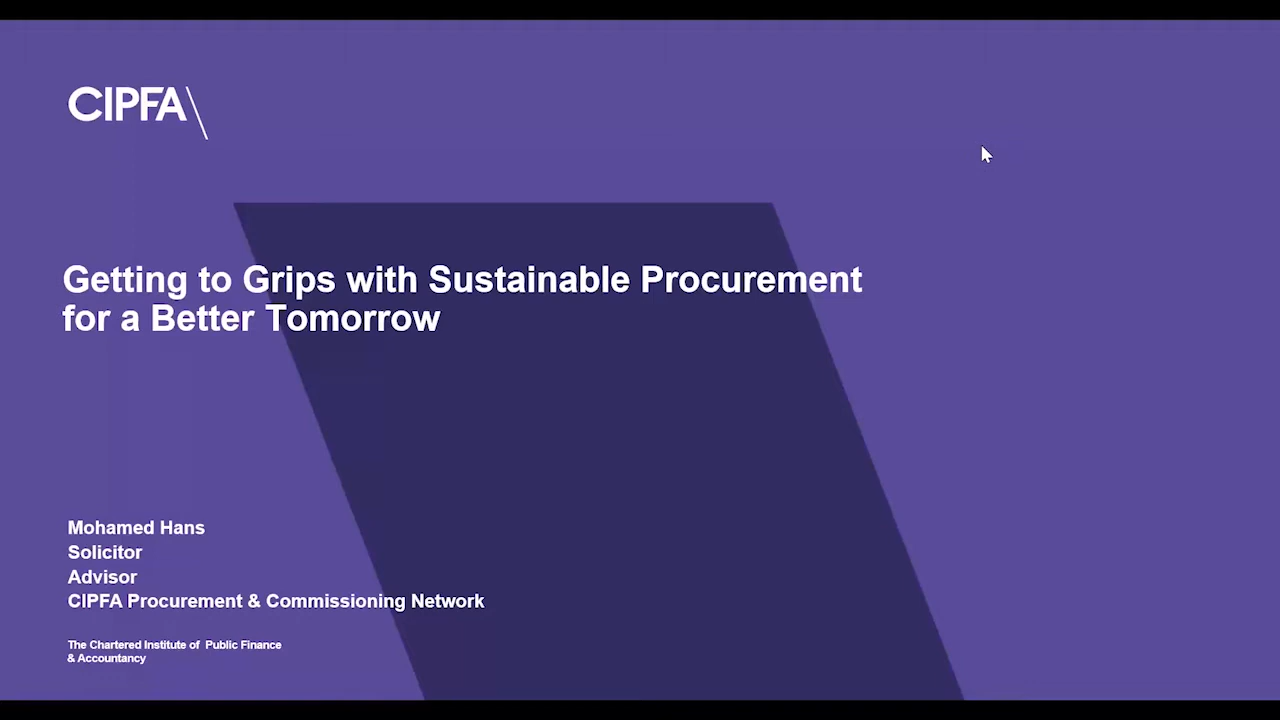 CIPFA
Getting to Grips with Sustainable Procurement
for a Better Tomorrow
Mohamed Hans
Solicitor
Advisor
CIPFA Procurement & Commissioning Network
The Chartered Institute of Public Finance
& Accountancy